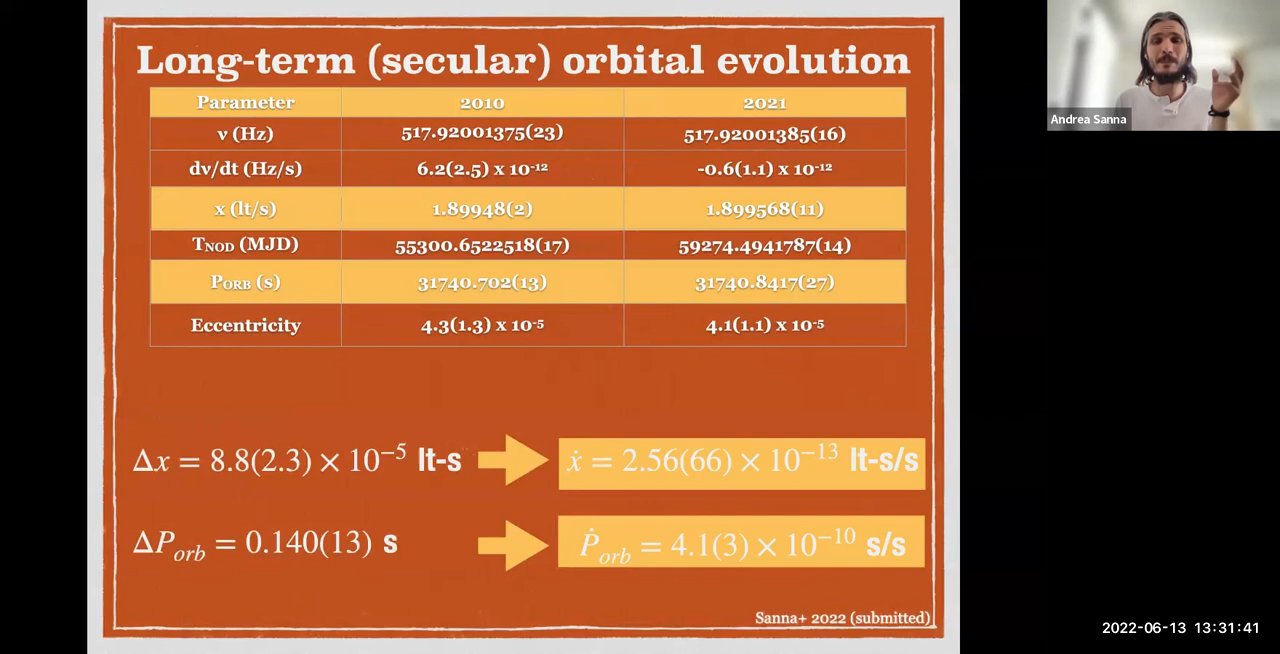 Long-term (secular) orbital evolution
Parameter 2010 2021
ν (Hz) 517.92001375(23) 517.92001385(16)
dν/dt (Hz/s) 6.2(2.5) x 10⁻¹² -0.6(1.1) x 10⁻¹²
x (lt/s) 1.89948(2) 1.899568(11)
TNOD (MJD) 55300.6522518(17) 59274.4941787(14)
PORB (s) 31740.702(13) 31740.8417(27)
Eccentricity 4.3(1.3) x 10⁻⁵ 4.1(1.1) x 10⁻⁵
Δx = 8.8(2.3) × 10⁻⁵ lt-s ẋ = 2.56(66) × 10⁻¹³ lt-s/s
ΔPorb = 0.140(13) s Ṗorb = 4.1(3) × 10⁻¹⁰ s/s
Sanna+ 2022 (submitted)
Andrea Sanna
2022-06-13 13:31:41